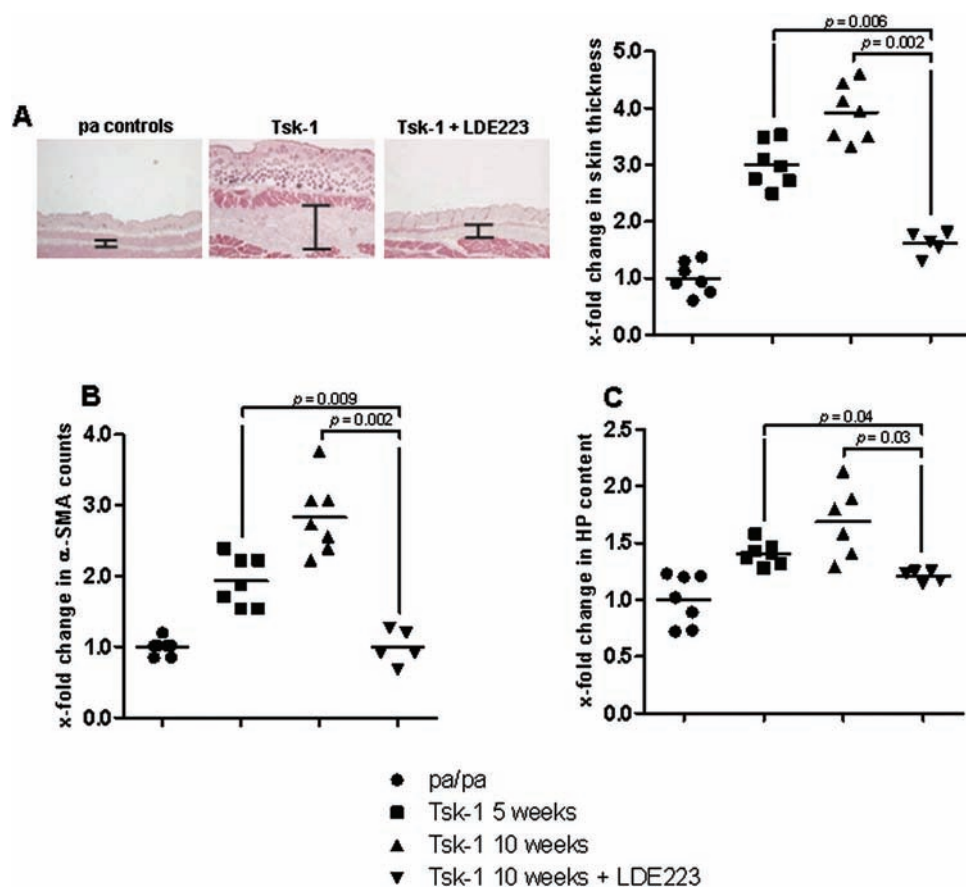 A
pa controls
Tsk-1
Tsk-1 + LDE223
p = 0.006
p = 0.002
x-fold change in skin thickness
5.0
4.0
3.0
2.0
1.0
0.0
B
p = 0.009
p = 0.002
x-fold change in α-SMA counts
4.0
3.0
2.0
1.0
0.0
C
p = 0.04
p = 0.03
x-fold change in HP content
2.5
2.0
1.5
1.0
0.5
0.0
pa/pa
Tsk-1 5 weeks
Tsk-1 10 weeks
Tsk-1 10 weeks + LDE223